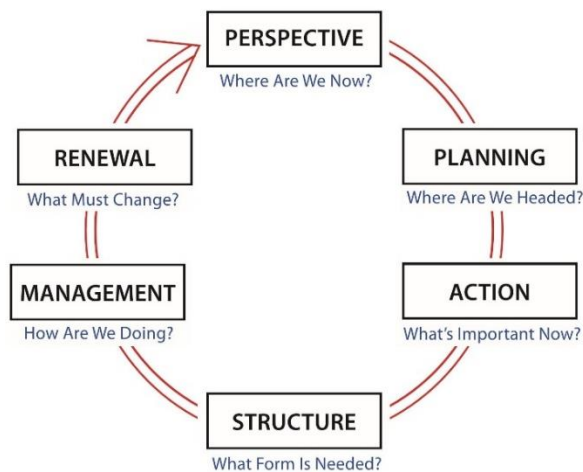 PERSPECTIVE
Where Are We Now?
PLANNING
Where Are We Headed?
ACTION
What's Important Now?
STRUCTURE
What Form Is Needed?
MANAGEMENT
How Are We Doing?
RENEWAL
What Must Change?